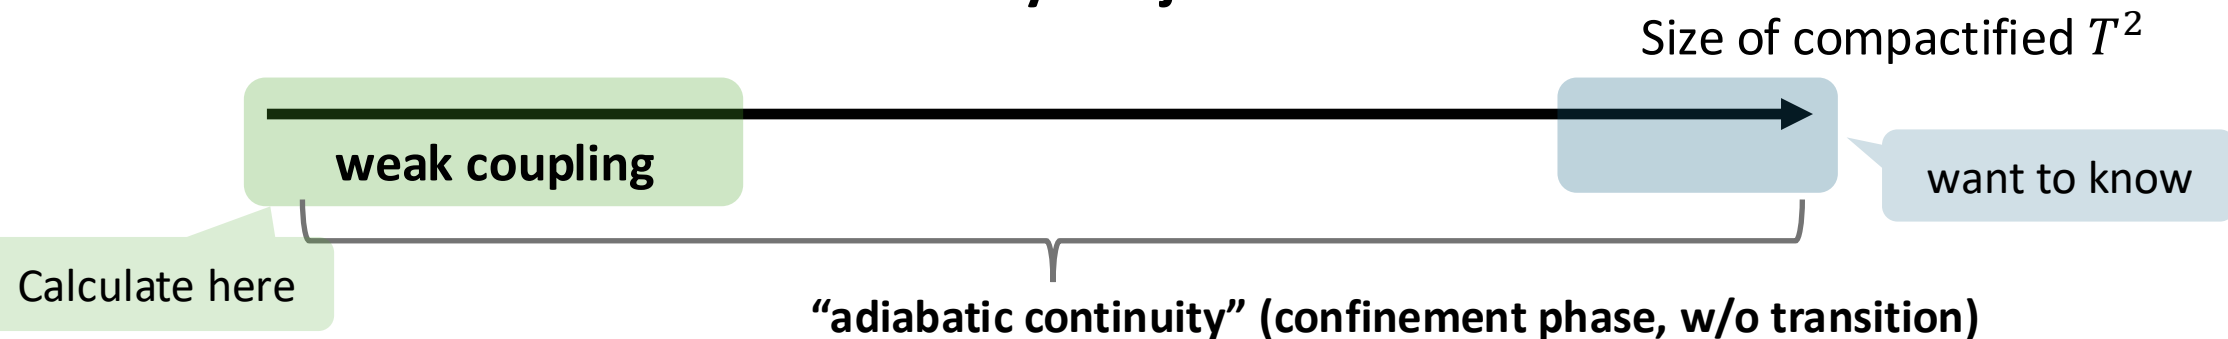 Size of compactified T²
weak coupling
want to know
Calculate here
“adiabatic continuity” (confinement phase, w/o transition)